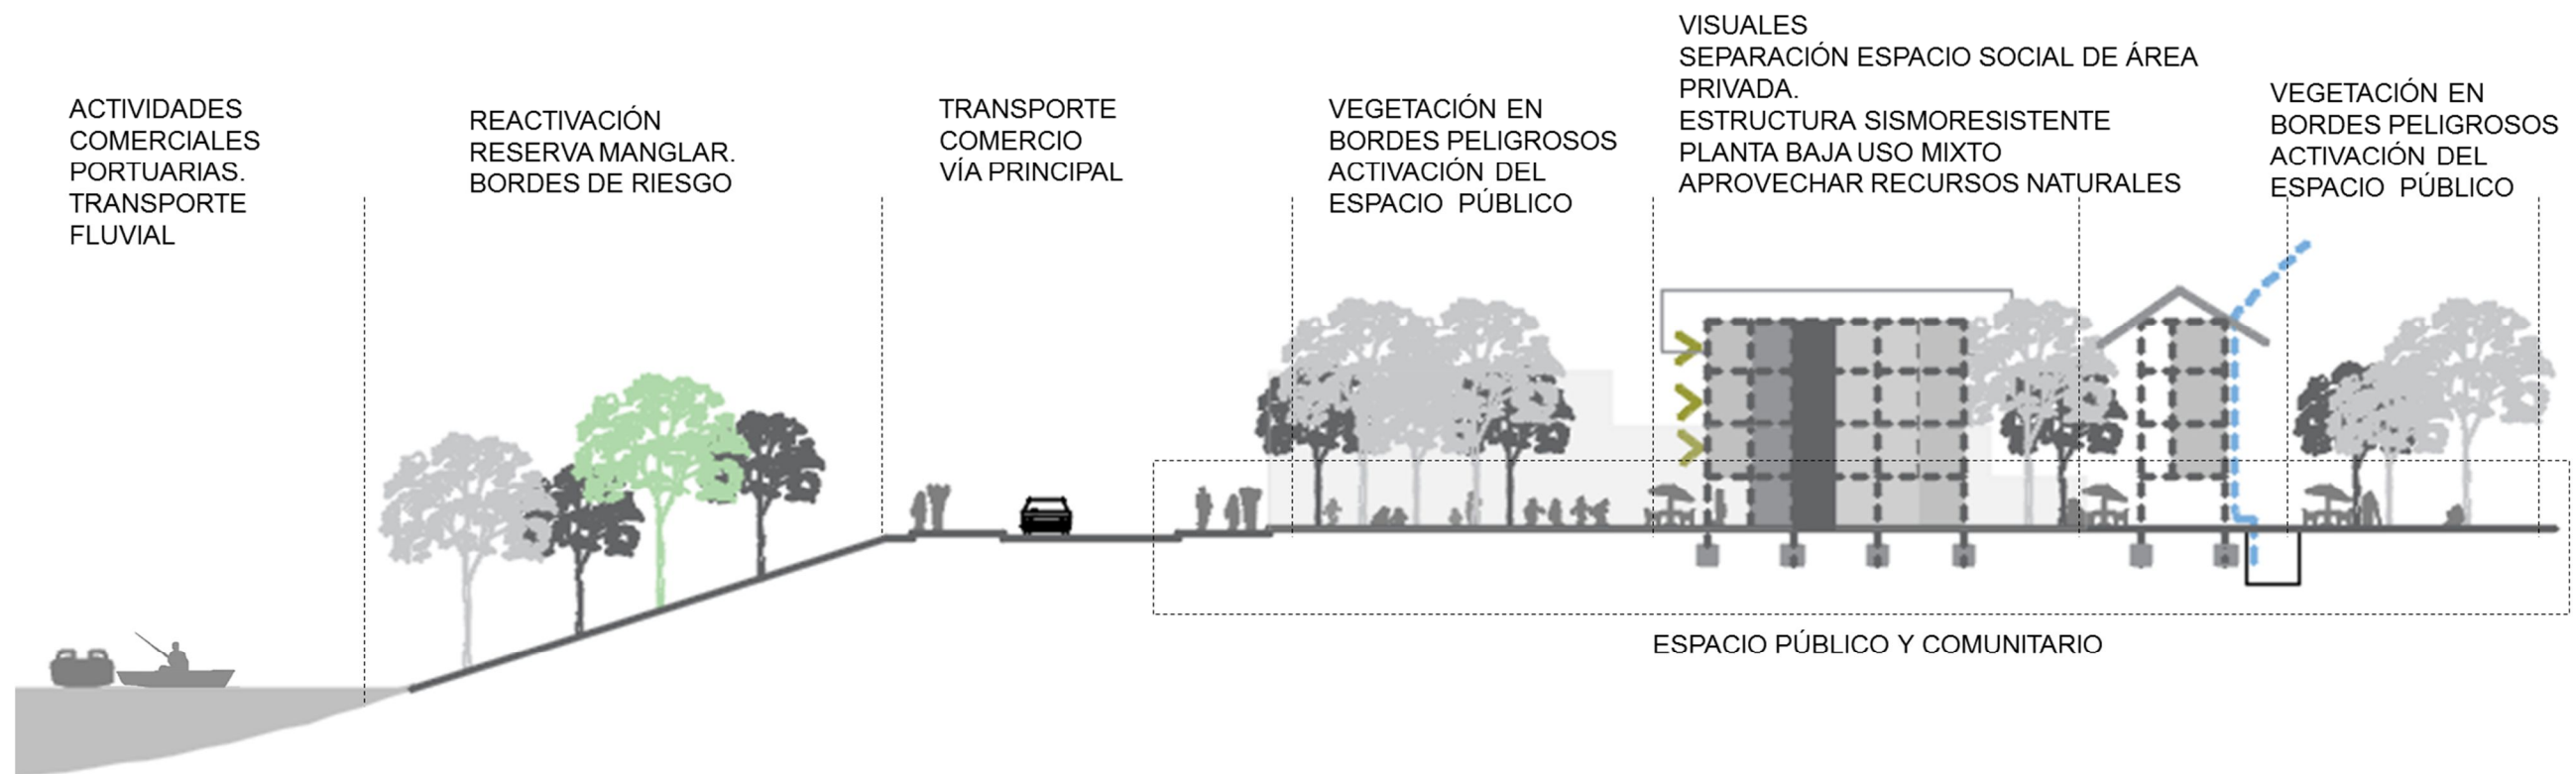 ACTIVIDADES
COMERCIALES
PORTUARIAS.
TRANSPORTE
FLUVIAL
REACTIVACIÓN
RESERVA MANGLAR.
BORDES DE RIESGO
TRANSPORTE
COMERCIO
VÍA PRINCIPAL
VEGETACIÓN EN
BORDES PELIGROSOS
ACTIVACIÓN DEL
ESPACIO PÚBLICO
VISUALES
SEPARACIÓN ESPACIO SOCIAL DE ÁREA
PRIVADA.
ESTRUCTURA SISMORESISTENTE
PLANTA BAJA USO MIXTO
APROVECHAR RECURSOS NATURALES
VEGETACIÓN EN
BORDES PELIGROSOS
ACTIVACIÓN DEL
ESPACIO PÚBLICO
ESPACIO PÚBLICO Y COMUNITARIO